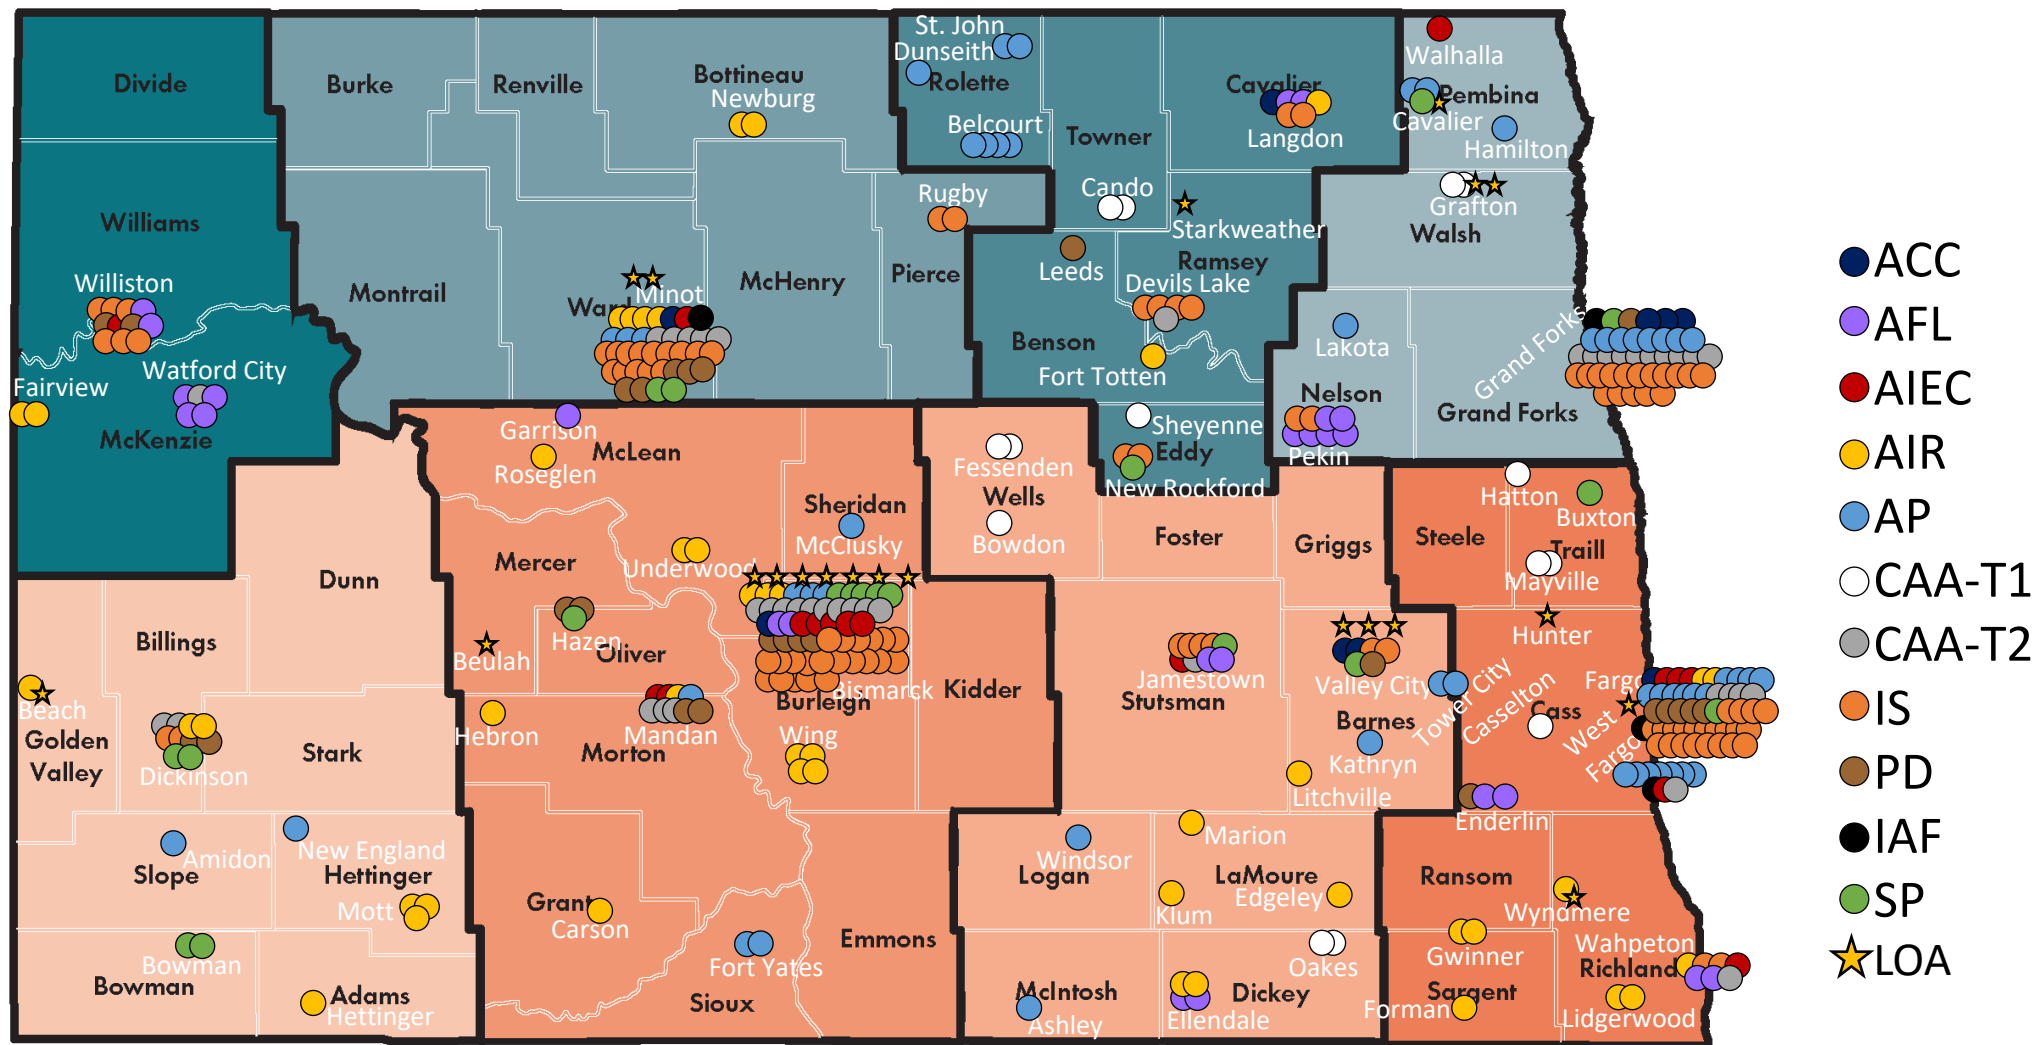 Divide
Burke
Renville
Bottineau
Newburg
St. John
Dunseith
Rolette
Belcourt
Towner
Cavalier
Langdon
Walhalla
Pembina
Cavalier
Hamilton
Williams
Williston
Montrail
Ward
Minot
McHenry
Rugby
Pierce
Cando
Starkweather
Leeds
Ramsey
Devils Lake
Benson
Fort Totten
Grafton
Walsh
Lakota
Nelson
Pekin
Grand Forks
Grand Forks
Fairview
Watford City
McKenzie
Garrison
Roseglen
McLean
Sheridan
McClusky
Fessenden
Wells
Bowdon
Sheyenne
Eddy
New Rockford
Foster
Griggs
Steele
Hatton
Buxton
Traill
Mayville
Dunn
Mercer
Underwood
Hazen
Beulah
Oliver
Billings
Beach
Golden
Valley
Dickinson
Stark
Hebron
Mandan
Morton
Burleigh
Bismarck
Wing
Kidder
Jamestown
Stutsman
Valley City
Barnes
Kathryn
Litchville
Tower City
Casselton
Hunter
Cass
Fargo
West
Fargo
Enderlin
Amidon
Slope
New England
Hettinger
Mott
Bowman
Bowman
Adams
Hettinger
Grant
Carson
Fort Yates
Sioux
Emmons
Windsor
Logan
Marion
LaMoure
Edgeley
Klum
McIntosh
Ashley
Ellendale
Dickey
Oakes
Ransom
Wyndmere
Gwinner
Sargent
Forman
Wahpeton
Richland
Lidgerwood
ACC
AFL
AIEC
AIR
AP
CAA-T1
CAA-T2
IS
PD
IAF
SP
LOA